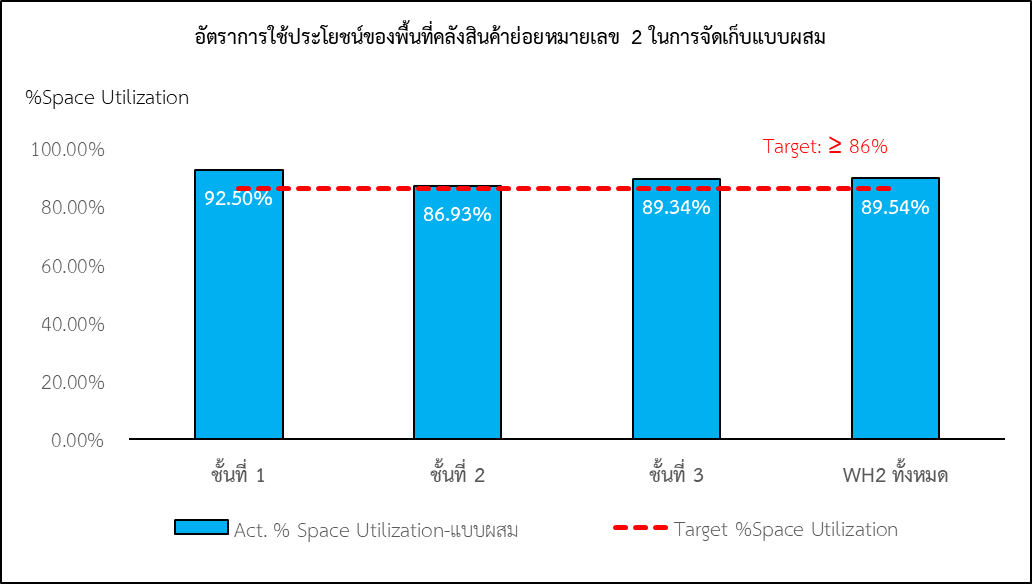 อัตราการใช้ประโยชน์ของพื้นที่คลังสินค้าย่อยหมายเลข 2 ในการจัดเก็บแบบผสม
%Space Utilization
Target: ≥ 86%
100.00%
80.00%
60.00%
40.00%
20.00%
0.00%
92.50%
86.93%
89.34%
89.54%
ชั้นที่ 1
ชั้นที่ 2
ชั้นที่ 3
WH2 ทั้งหมด
Act. % Space Utilization-แบบผสม
Target %Space Utilization